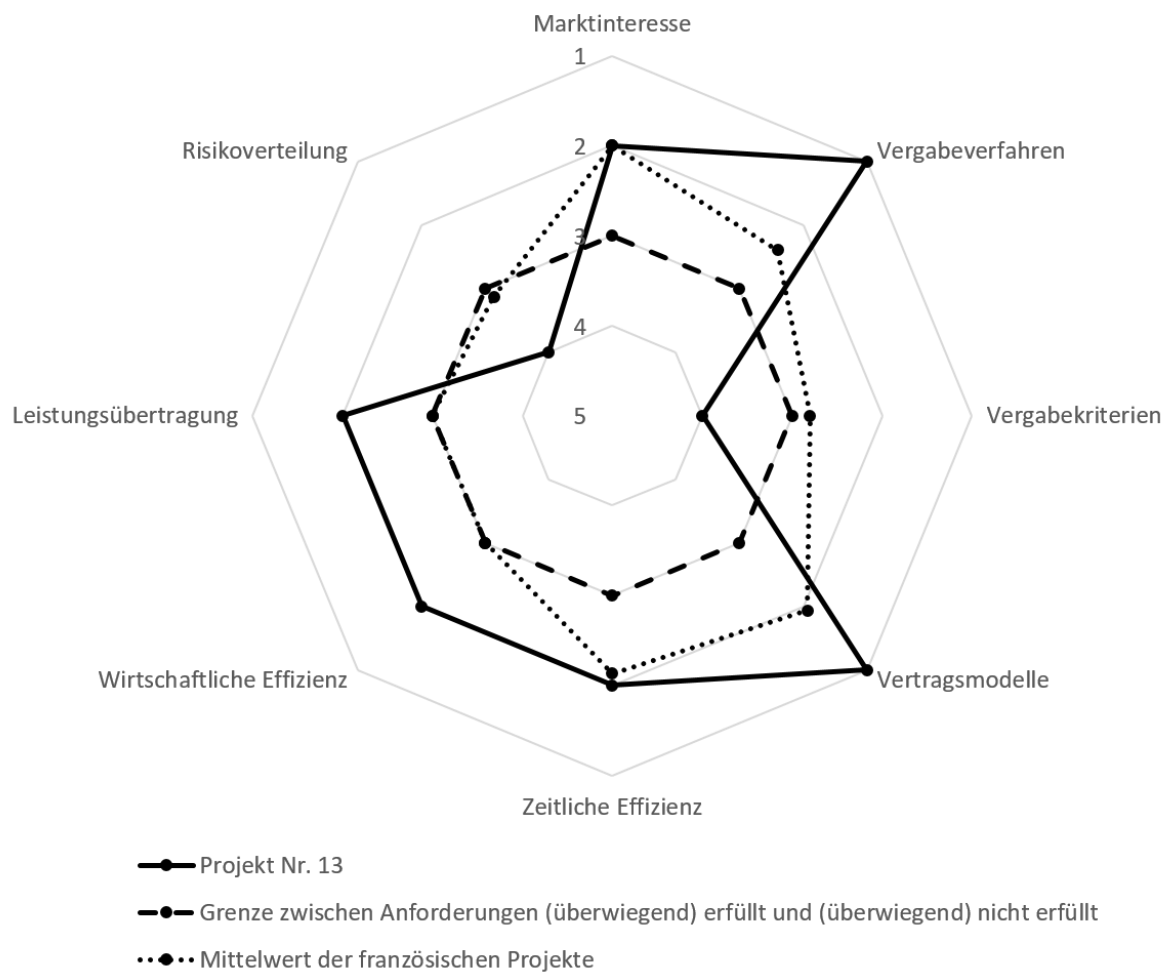 Marktinteresse
1
Risikoverteilung
2
Vergabeverfahren
3
4
Leistungsübertragung
5
Vergabekriterien
Wirtschaftliche Effizienz
Vertragsmodelle
Zeitliche Effizienz
Projekt Nr. 13
Grenze zwischen Anforderungen (überwiegend) erfüllt und (überwiegend) nicht erfüllt
Mittelwert der französischen Projekte